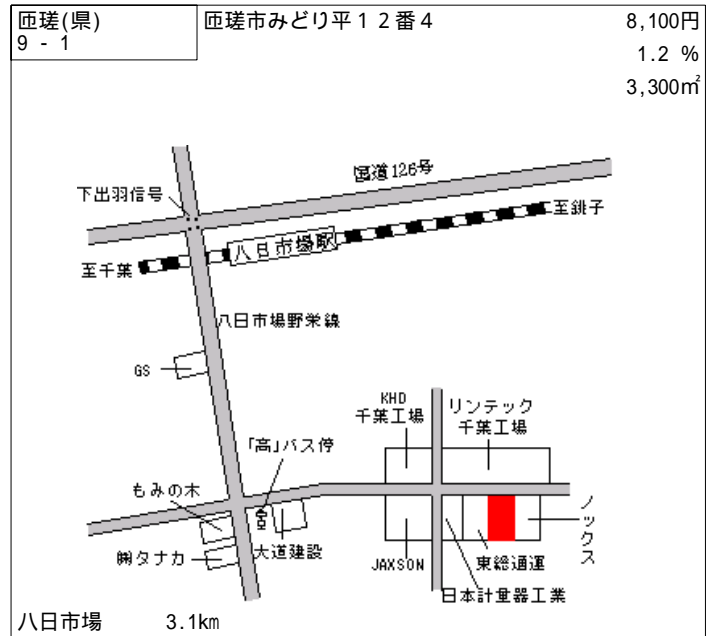 匝瑳(県)
9 - 1
匝瑳市みどり平１２番４
8,100円
1.2 %
3,300㎡
国道126号
下出羽信号
至銚子
八日市場駅
至千葉
八日市場野栄線
GS
KHD
千葉工場
リンテック
千葉工場
「高」バス停
もみの木
㈱タナカ
大道建設
JAXSON
東総通運
ノックス
日本計量器工業
八日市場 3.1km